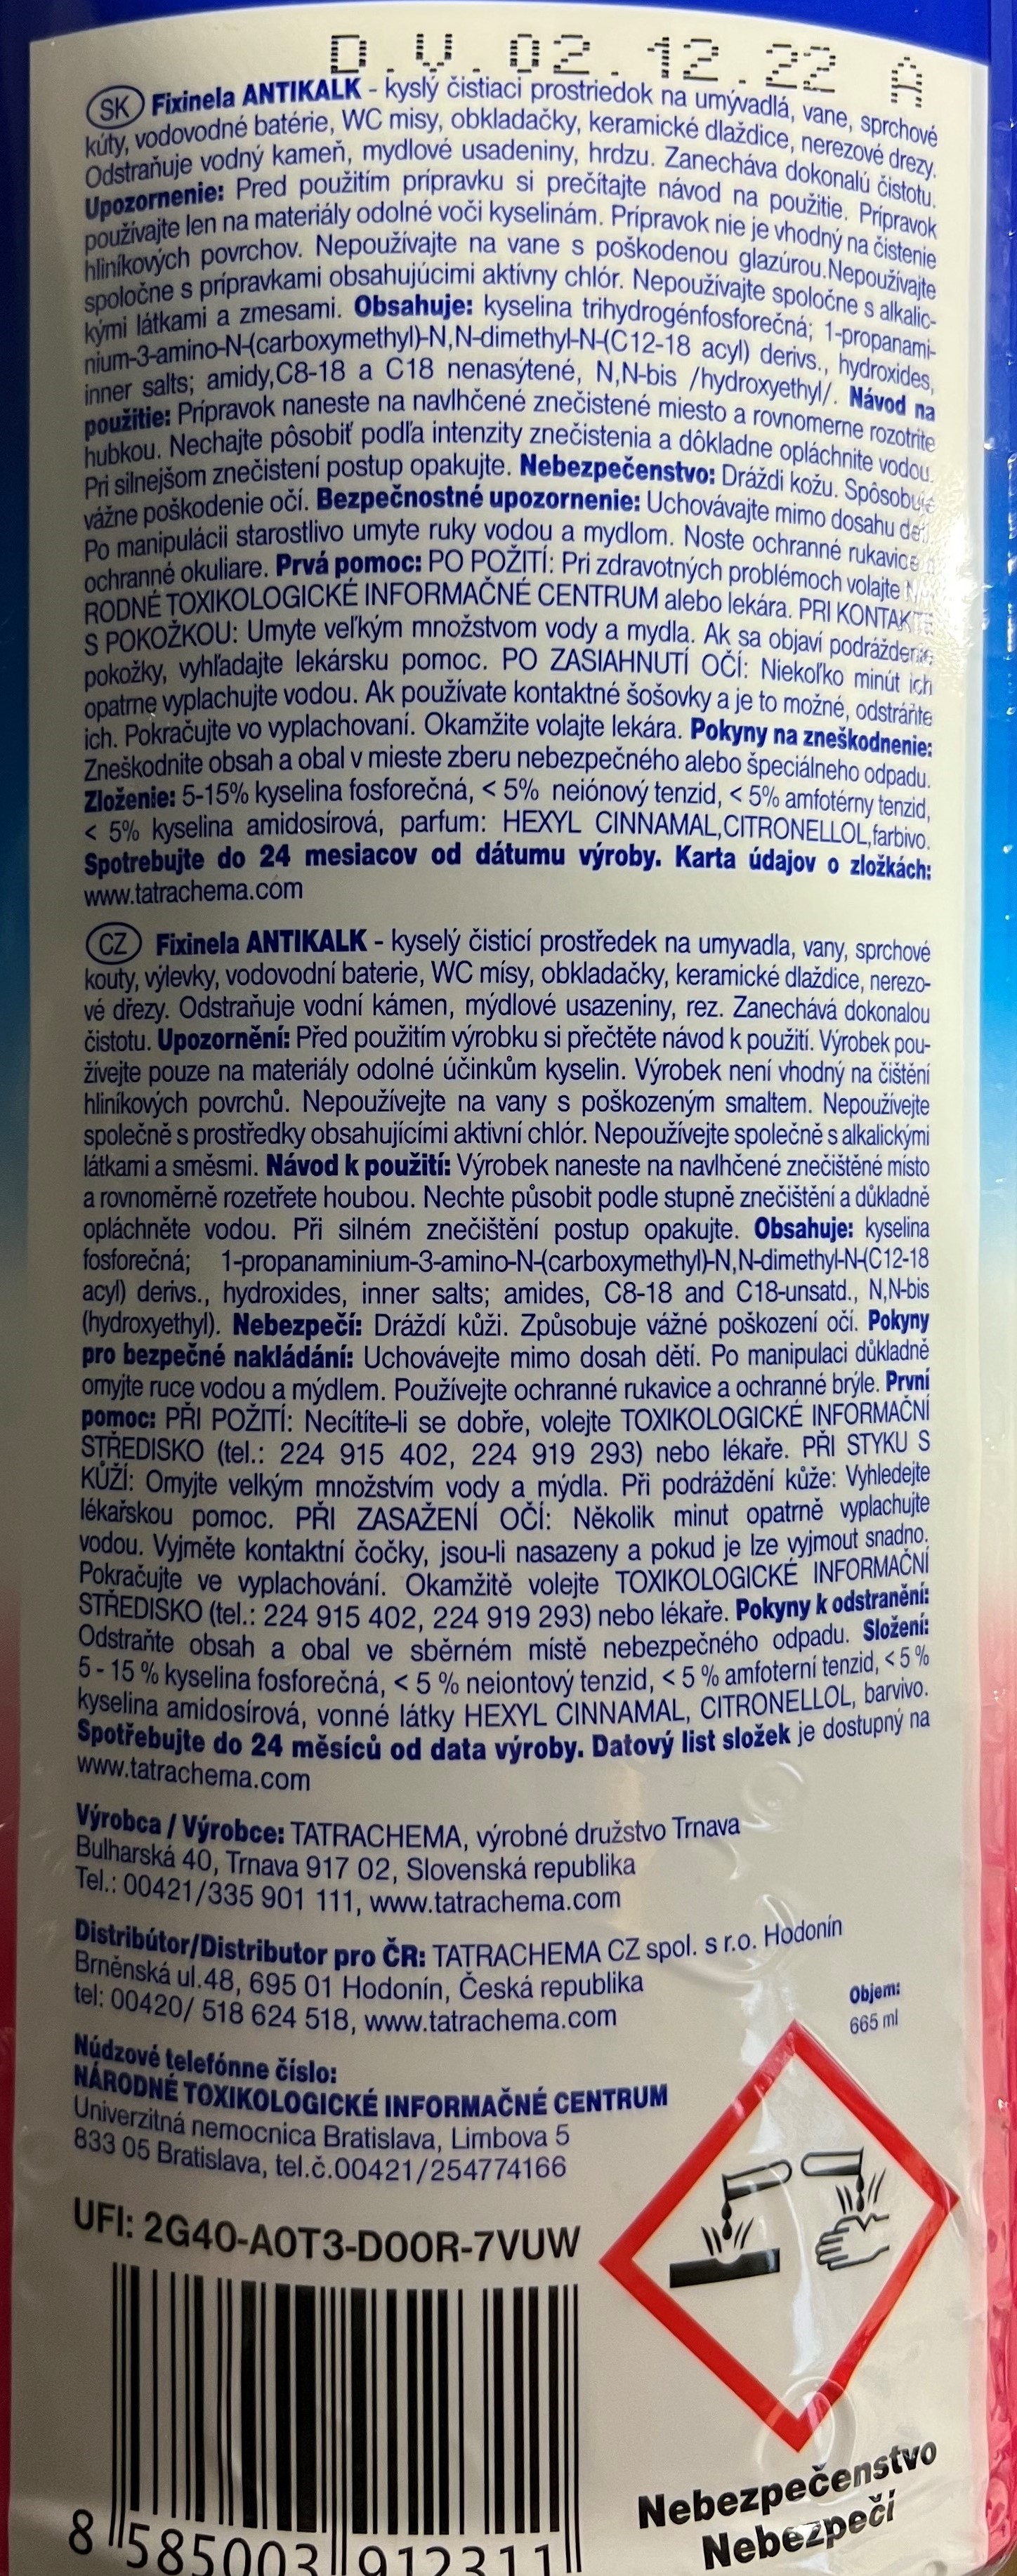 D.V.02.12.22 A
SK Fixinela ANTIKALK - kyslý čistiaci prostriedok na umývadlá, vane, sprchové
kúty, vodovodné batérie, WC misy, obkladačky, keramické dlaždice, nerezové drezy.
Odstraňuje vodný kameň, mydlové usadeniny, hrdzu. Zanecháva dokonalú čistotu.
Upozornenie: Pred použitím prípravku si prečítajte návod na použitie. Prípravok
používajte len na materiály odolné voči kyselinám. Prípravok nie je vhodný na čistenie
hliníkových povrchov. Nepoužívajte na vane s poškodenou glazúrou.Nepoužívajte
spoločne s prípravkami obsahujúcimi aktívny chlór. Nepoužívajte spoločne s alkalic-
kými látkami a zmesami. Obsahuje: kyselina trihydrogénfosforečná; 1-propanami-
nium-3-amino-N-(carboxymethyl)-N,N-dimethyl-N-(C12-18 acyl) derivs., hydroxides,
inner salts; amidy,C8-18 a C18 nenasýtené, N,N-bis /hydroxyethyl/. Návod na
použitie: Prípravok naneste na navlhčené znečistené miesto a rovnomerne rozotrite
hubkou. Nechajte pôsobiť podľa intenzity znečistenia a dôkladne opláchnite vodou.
Pri silnejšom znečistení postup opakujte. Nebezpečenstvo: Dráždi kožu. Spôsobuje
vážne poškodenie očí. Bezpečnostné upozornenie: Uchovávajte mimo dosahu
Po manipulácii starostlivo umyte ruky vodou a mydlom. Noste ochranné rukavice
ochranné okuliare. Prvá pomoc: PO POŽITÍ: Pri zdravotných problémoch volajte
RODNÉ TOXIKOLOGICKÉ INFORMAČNÉ CENTRUM alebo lekára. PRI KONTAKTE
S POKOŽKOU: Umyte veľkým množstvom vody a mydla. Ak sa objaví podráždenie
pokožky, vyhľadajte lekársku pomoc. PO ZASIAHNUTÍ OČÍ: Niekoľko minút ich
opatrne vyplachujte vodou. Ak používate kontaktné šošovky a je to možné, odstráňte
ich. Pokračujte vo vyplachovaní. Okamžite volajte lekára. Pokyny na zneškodnenie:
Zneškodnite obsah a obal v mieste zberu nebezpečného alebo špeciálneho odpadu.
Zloženie: 5-15% kyselina fosforečná, < 5% neiónový tenzid, < 5% amfotérny tenzid,
< 5% kyselina amidosírová, parfum: HEXYL CINNAMAL,CITRONELLOL,farbivo.
Spotrebujte do 24 mesiacov od dátumu výroby. Karta údajov o zložkách:
www.tatrachema.com
CZ Fixinela ANTIKALK - kyselý čisticí prostředek na umyvadla, vany, sprchové
kouty, výlevky, vodovodní baterie, WC mísy, obkladačky, keramické dlaždice, nerezo-
vé dřezy. Odstraňuje vodní kámen, mýdlové usazeniny, rez. Zanechává dokonalou
čistotu. Upozornění: Před použitím výrobku si přečtěte návod k použití. Výrobek pou-
žívejte pouze na materiály odolné účinkům kyselin. Výrobek není vhodný na čištění
hliníkových povrchů. Nepoužívejte na vany s poškozeným smaltem. Nepoužívejte
společně s prostředky obsahujícími aktivní chlór. Nepoužívejte společně s alkalickými
látkami a směsmi. Návod k použití: Výrobek naneste na navlhčené znečištěné místo
a rovnoměrně rozetřete houbou. Nechte působit podle stupně znečištění a důkladně
opláchněte vodou. Při silném znečištění postup opakujte. Obsahuje: kyselina
fosforečná; 1-propanaminium-3-amino-N-(carboxymethyl)-N,N-dimethyl-N-(C12-18
acyl) derivs., hydroxides, inner salts; amides, C8-18 and C18-unsatd., N,N-bis
(hydroxyethyl). Nebezpečí: Dráždí kůži. Způsobuje vážné poškození očí. Pokyny
pro bezpečné nakládání: Uchovávejte mimo dosah dětí. Po manipulaci důkladně
omyjte ruce vodou a mýdlem. Používejte ochranné rukavice a ochranné brýle. První
pomoc: PŘI POŽITÍ: Necítíte-li se dobře, volejte TOXIKOLOGICKÉ INFORMAČNÍ
STŘEDISKO (tel.: 224 915 402, 224 919 293) nebo lékaře. PŘI STYKU S
KŮŽÍ: Omyjte velkým množstvím vody a mýdla. Při podráždění kůže: Vyhledejte
lékařskou pomoc. PŘI ZASAŽENÍ OČÍ: Několik minut opatrně vyplachujte
vodou. Vyjměte kontaktní čočky, jsou-li nasazeny a pokud je lze vyjmout snadno.
Pokračujte ve vyplachování. Okamžitě volejte TOXIKOLOGICKÉ INFORMAČNÍ
STŘEDISKO (tel.: 224 915 402, 224 919 293) nebo lékaře. Pokyny k odstranění:
Odstraňte obsah a obal ve sběrném místě nebezpečného odpadu. Složení:
5 - 15 % kyselina fosforečná, < 5 % neiontový tenzid, < 5 % amfoterní tenzid, < 5 %
kyselina amidosírová, vonné látky HEXYL CINNAMAL, CITRONELLOL, barvivo.
Spotřebujte do 24 měsíců od data výroby. Datový list složek je dostupný na
www.tatrachema.com
Výrobca / Výrobce: TATRACHEMA, výrobné družstvo Trnava
Bulharská 40, Trnava 917 02, Slovenská republika
Tel.: 00421/335 901 111, www.tatrachema.com
Distribútor/Distributor pro ČR: TATRACHEMA CZ spol. s r.o. Hodonín
Brněnská ul.48, 695 01 Hodonín, Česká republika
tel: 00420/ 518 624 518, www.tatrachema.com
Objem:
665 ml
Núdzové telefónne číslo:
NÁRODNÉ TOXIKOLOGICKÉ INFORMAČNÉ CENTRUM
Univerzitná nemocnica Bratislava, Limbova 5
833 05 Bratislava, tel.č.00421/254774166
UFI: 2G40-A0T3-D00R-7VUW
8 585003 912311
Nebezpečenstvo
Nebezpečí